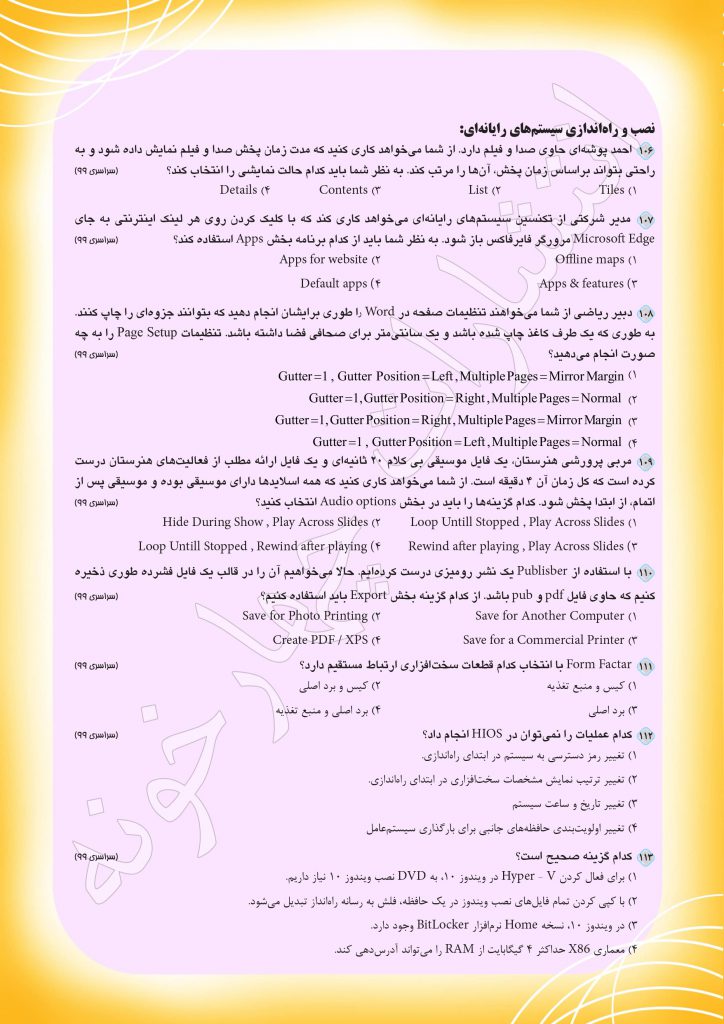 نصب و راه‌اندازی سیستم‌های رایانه‌ای:
۱۰۶ احمد پوشه‌ای حاوی صدا و فیلم دارد. از شما می‌خواهد کاری کنید که مدت زمان پخش صدا و فیلم نمایش داده شود و به
راحتی بتواند براساس زمان پخش، آن‌ها را مرتب کند. به نظر شما باید کدام حالت نمایشی را انتخاب کند؟ (سراسری ۹۹)
۱) Tiles ۲) List ۳) Contents ۴) Details
۱۰۷ مدیر شرکتی از تکنسین سیستم‌های رایانه‌ای می‌خواهد کاری کند که با کلیک کردن روی هر لینک اینترنتی به جای
Microsoft Edge مرورگر فایرفاکس باز شود. به نظر شما باید از کدام برنامه بخش Apps استفاده کند؟ (سراسری ۹۹)
۱) Offline maps ۲) Apps for website
۳) Apps & features ۴) Default apps
۱۰۸ دبیر ریاضی از شما می‌خواهند تنظیمات صفحه در Word را طوری برایشان انجام دهید که بتوانند جزوه‌ای را چاپ کنند.
به طوری که یک طرف کاغذ چاپ شده باشد و یک سانتی‌متر برای صحافی فضا داشته باشد. تنظیمات Page Setup را به چه
صورت انجام می‌دهید؟ (سراسری ۹۹)
۱) Gutter=1 , Gutter Position=Left , Multiple Pages=Mirror Margin
۲) Gutter=1, Gutter Position=Right , Multiple Pages=Normal
۳) Gutter=1, Gutter Position=Right , Multiple Pages=Mirror Margin
۴) Gutter=1 , Gutter Position=Left , Multiple Pages=Normal
۱۰۹ مربی پرورشی هنرستان، یک فایل موسیقی بی کلام ۲۰ ثانیه‌ای و یک فایل ارائه مطلب از فعالیت‌های هنرستان درست
کرده است که کل زمان آن ۴ دقیقه است. از شما می‌خواهد کاری کنید که همه اسلایدها دارای موسیقی بوده و موسیقی پس از
اتمام، از ابتدا پخش شود. کدام گزینه‌ها را باید در بخش Audio options انتخاب کنید؟ (سراسری ۹۹)
۱) Loop Untill Stopped , Play Across Slides ۲) Hide During Show , Play Across Slides
۳) Rewind after playing , Play Across Slides ۴) Loop Untill Stopped , Rewind after playing
۱۱۰ با استفاده از Publisber یک نشر رومیزی درست کرده‌ایم. حالا می‌خواهیم آن را در قالب یک فایل فشرده طوری ذخیره
کنیم که حاوی فایل pdf و pub باشد. از کدام گزینه بخش Export باید استفاده کنیم؟ (سراسری ۹۹)
۱) Save for Another Computer ۲) Save for Photo Printing
۳) Save for a Commercial Printer ۴) Create PDF / XPS
۱۱۱ Form Factar با انتخاب کدام قطعات سخت‌افزاری ارتباط مستقیم دارد؟ (سراسری ۹۹)
۱) کیس و منبع تغذیه ۲) کیس و برد اصلی
۳) برد اصلی ۴) برد اصلی و منبع تغذیه
۱۱۲ کدام عملیات را نمی‌توان در HIOS انجام داد؟ (سراسری ۹۹)
۱) تغییر رمز دسترسی به سیستم در ابتدای راه‌اندازی.
۲) تغییر ترتیب نمایش مشخصات سخت‌افزاری در ابتدای راه‌اندازی.
۳) تغییر تاریخ و ساعت سیستم
۴) تغییر اولویت‌بندی حافظه‌های جانبی برای بارگذاری سیستم‌عامل
۱۱۳ کدام گزینه صحیح است؟ (سراسری ۹۹)
۱) برای فعال کردن Hyper - V در ویندوز ۱۰، به DVD نصب ویندوز ۱۰ نیاز داریم.
۲) با کپی کردن تمام فایل‌های نصب ویندوز در یک حافظه، فلش به رسانه راه‌انداز تبدیل می‌شود.
۳) در ویندوز ۱۰، نسخه Home نرم‌افزار BitLocker وجود دارد.
۴) معماری X86 حداکثر ۴ گیگابایت از RAM را می‌تواند آدرس‌دهی کند.
انتشارات چهارخونه